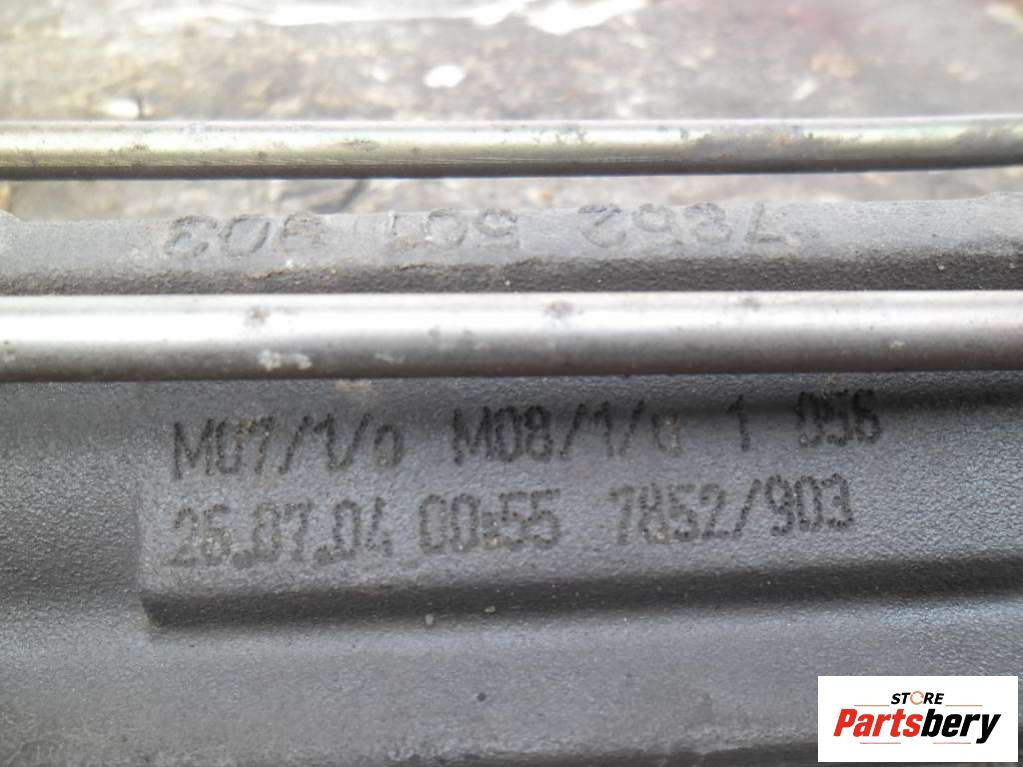 7852 501 903
M07/1/0 M08/1/0 1 056
26.07.04 00:55 7852/903
STORE
Partsbery